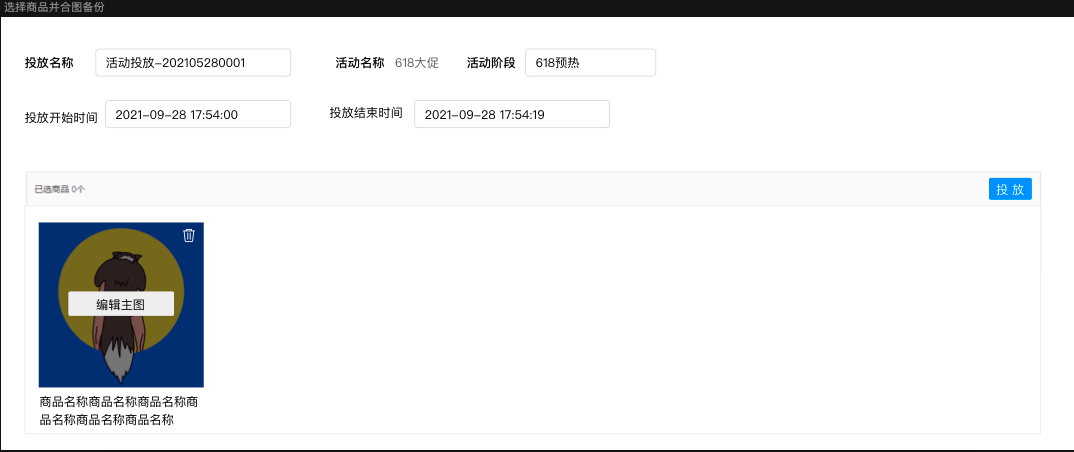 选择商品并合图备份
投放名称 活动投放-202105280001 活动名称 618大促 活动阶段 618预热
投放开始时间 2021-09-28 17:54:00 投放结束时间 2021-09-28 17:54:19
已选商品 0个 投 放
编辑主图
商品名称商品名称商品名称商
品名称商品名称商品名称